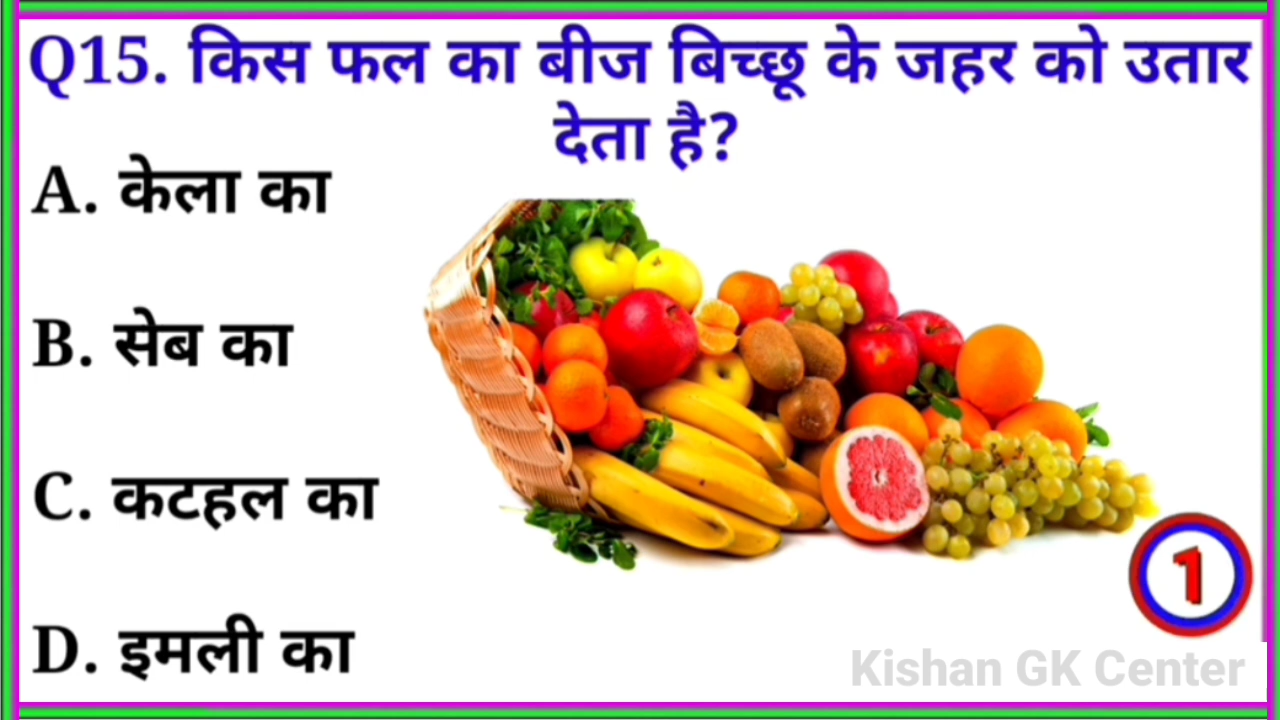 Q15. किस फल का बीज बिच्छू के जहर को उतार
देता है?
A. केला का
B. सेब का
C. कटहल का
D. इमली का
1
Kishan GK Center